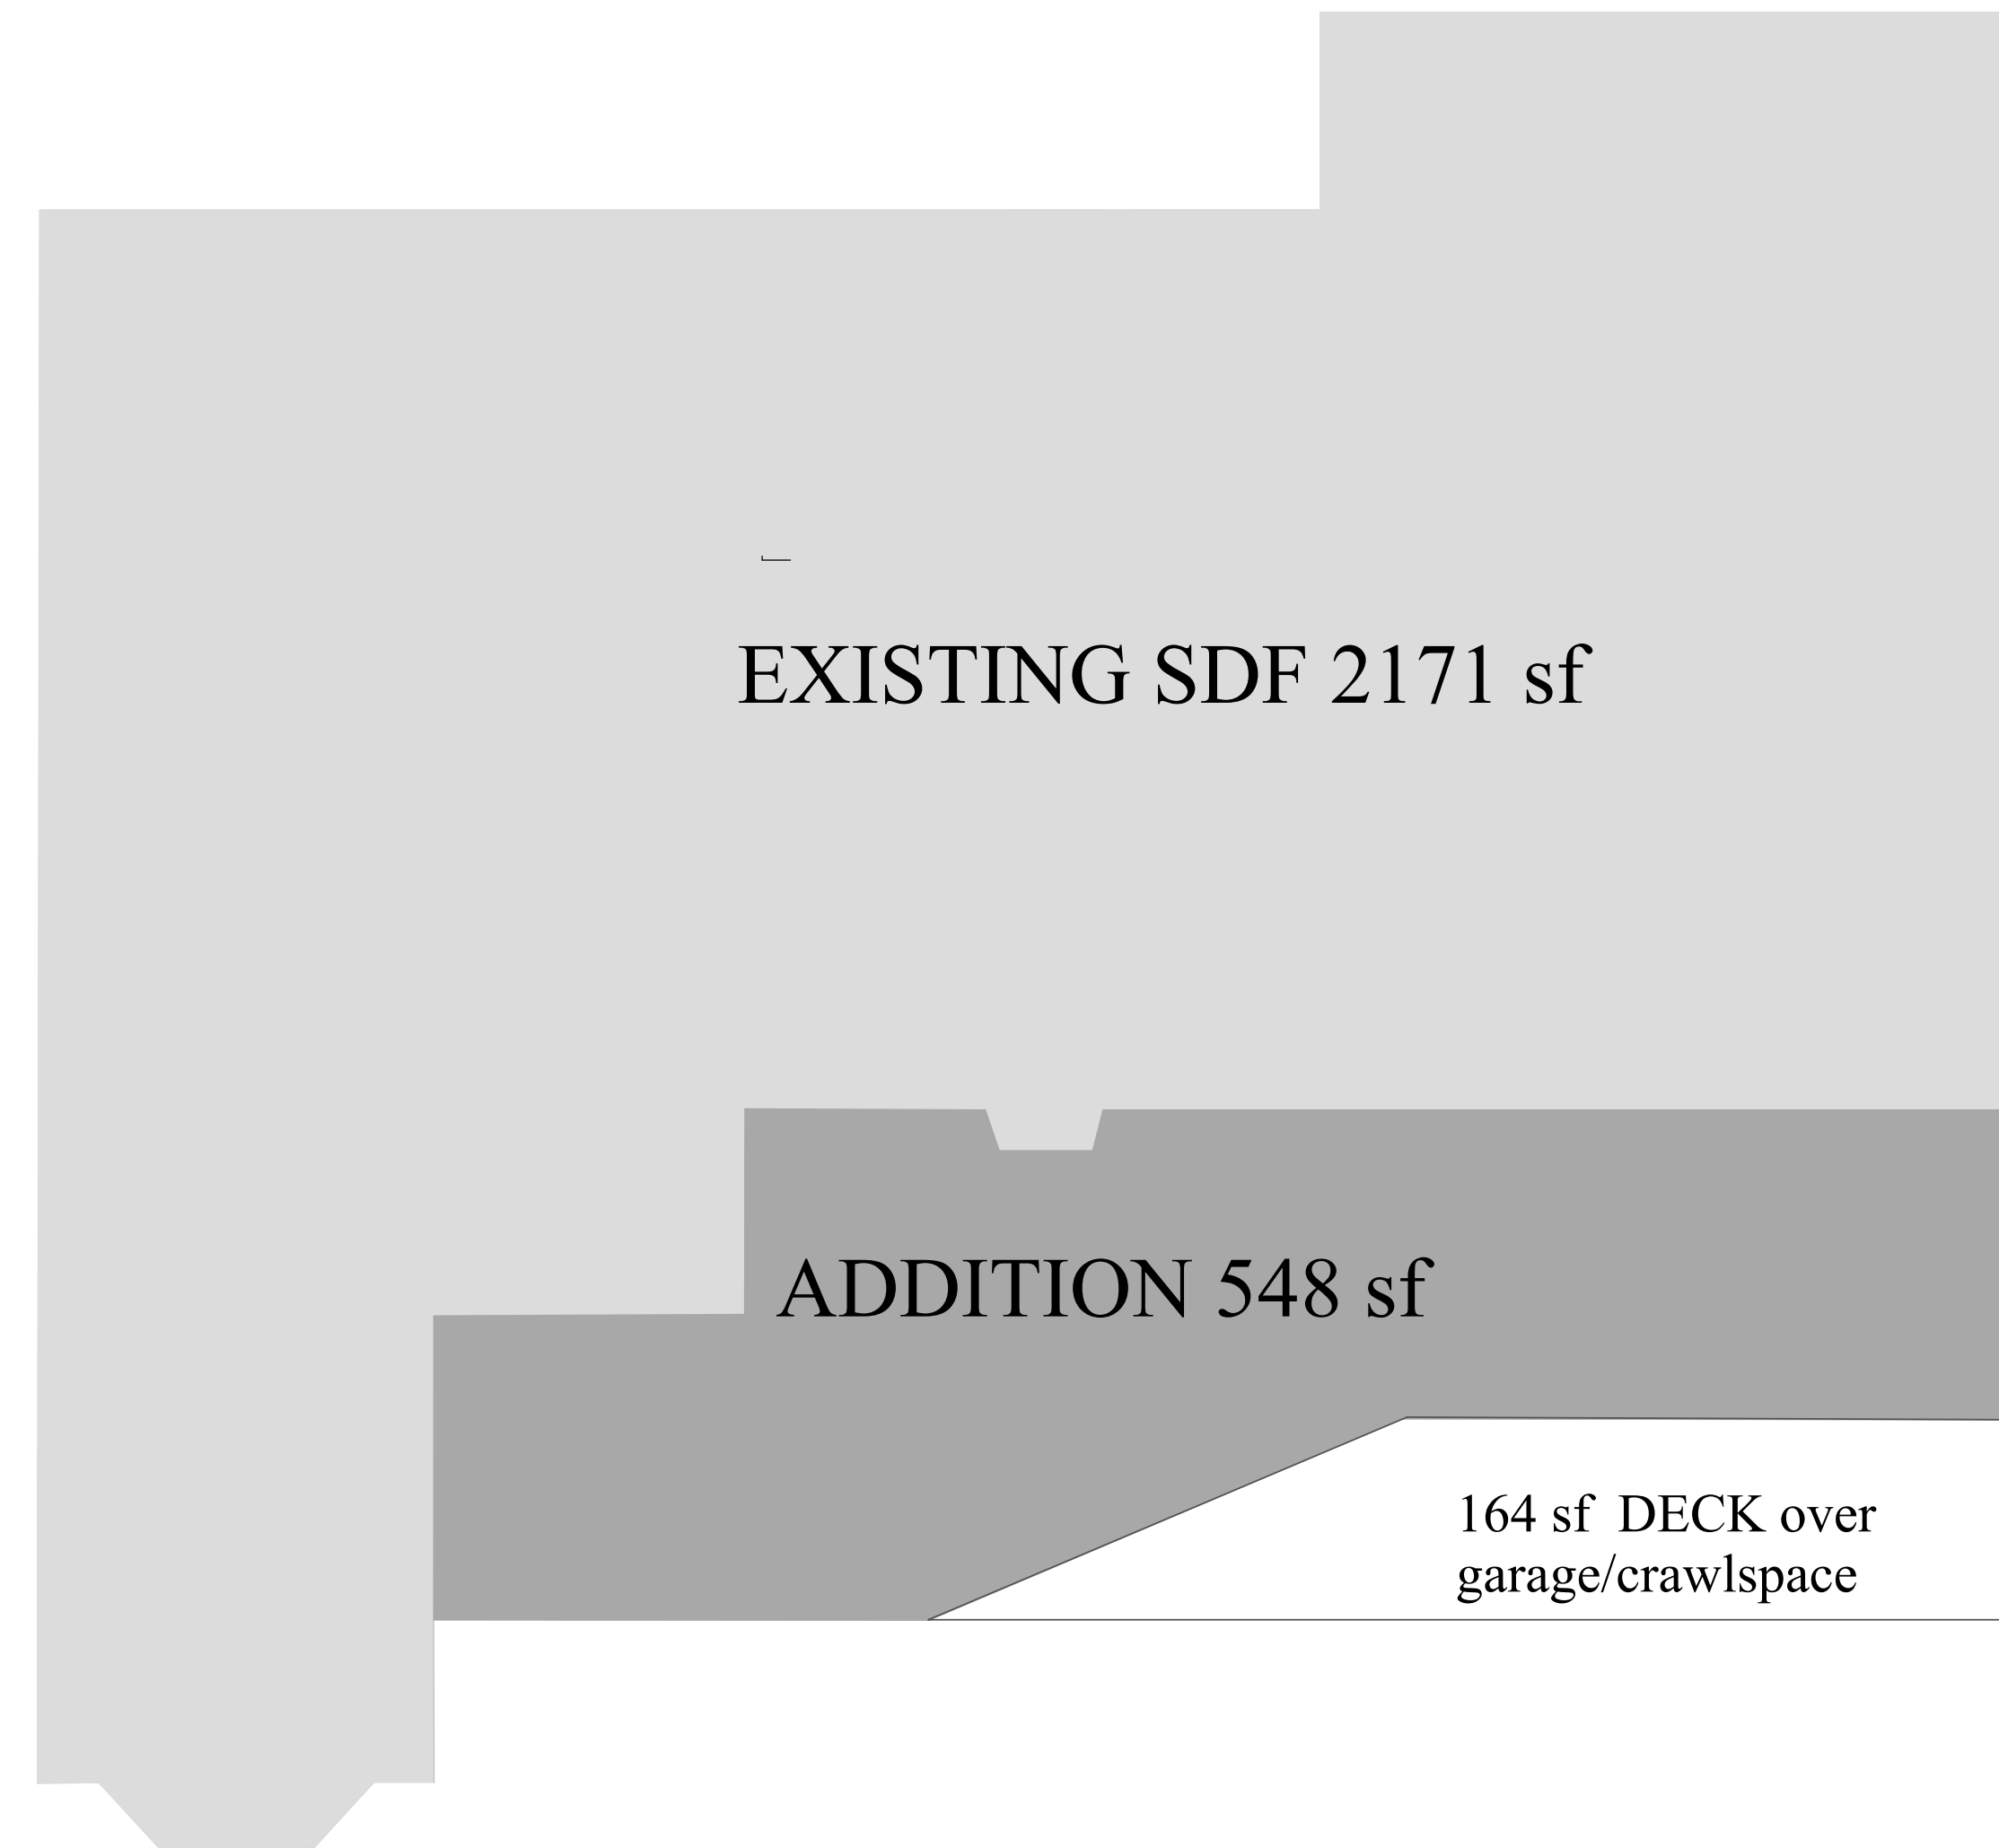 EXISTING SDF 2171 sf
ADDITION 548 sf
164 sf  DECK over
garage/crawlspace